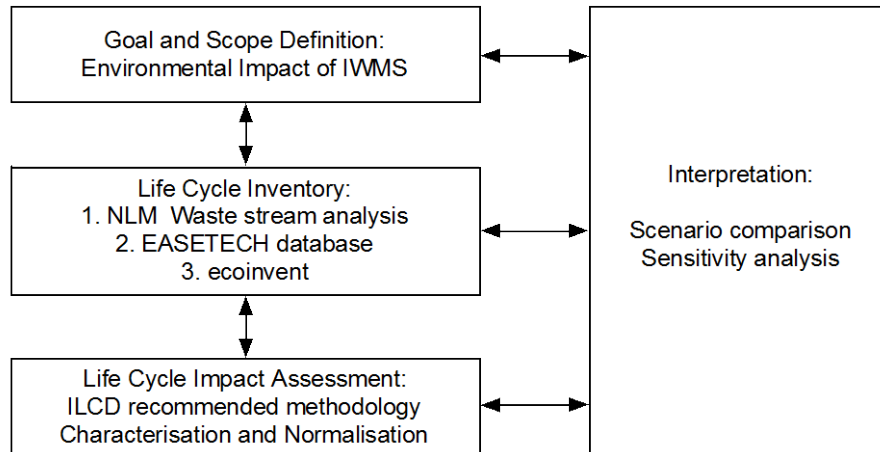 Goal and Scope Definition:
Environmental Impact of IWMS
Life Cycle Inventory:
1. NLM  Waste stream analysis
2. EASETECH database
3. ecoinvent
Life Cycle Impact Assessment:
ILCD recommended methodology
Characterisation and Normalisation
Interpretation:
Scenario comparison
Sensitivity analysis